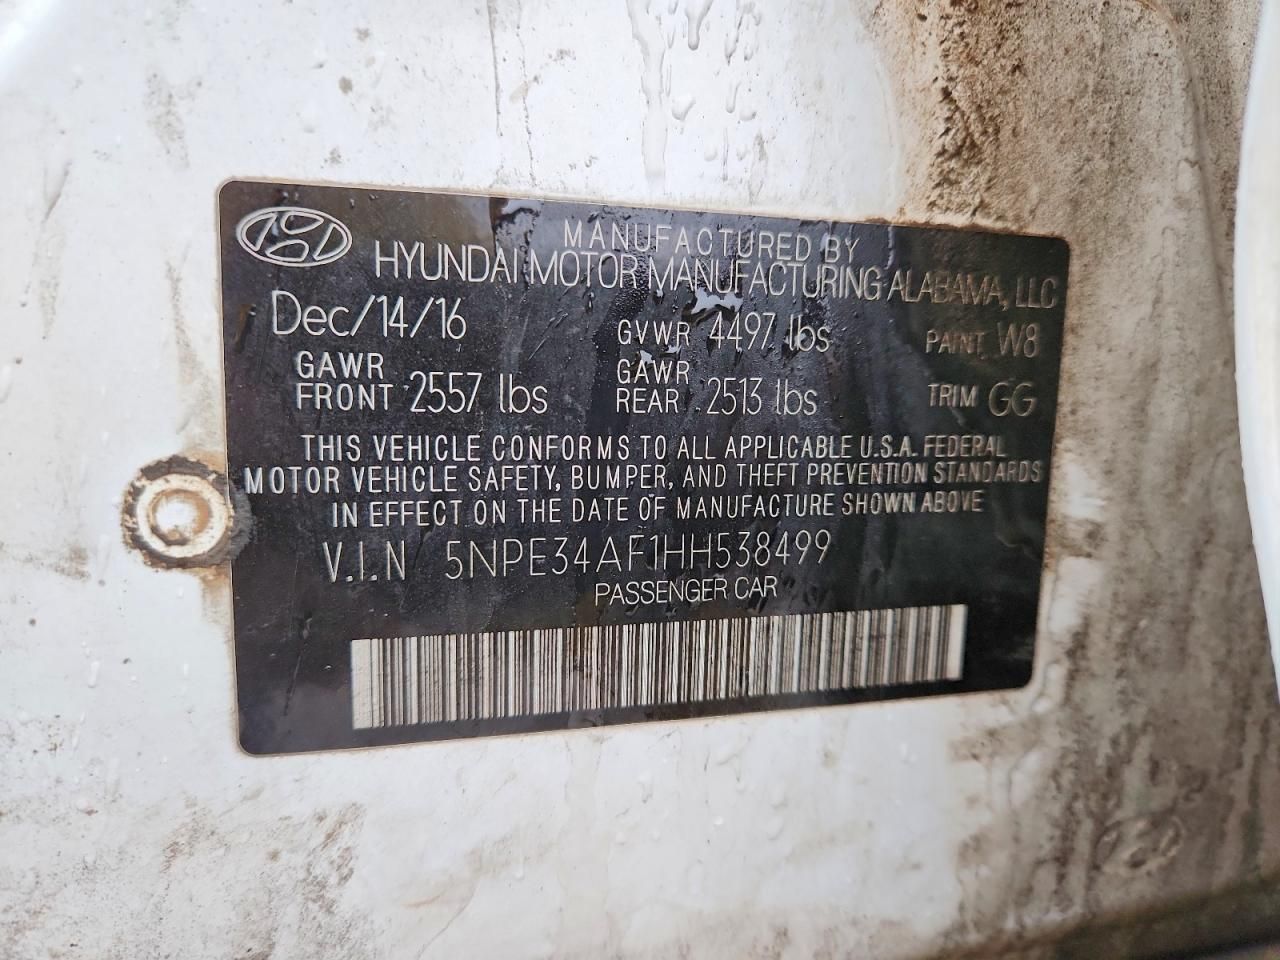 MANUFACTURED BY
HYUNDAI MOTOR MANUFACTURING ALABAMA, LLC
Dec/14/16 GVWR 4497 lbs PAINT W8
GAWR FRONT 2557 lbs GAWR REAR 2513 lbs TRIM GG
THIS VEHICLE CONFORMS TO ALL APPLICABLE U.S.A. FEDERAL
MOTOR VEHICLE SAFETY, BUMPER, AND THEFT PREVENTION STANDARDS
IN EFFECT ON THE DATE OF MANUFACTURE SHOWN ABOVE
V.I.N 5NPE34AF1HH538499
PASSENGER CAR